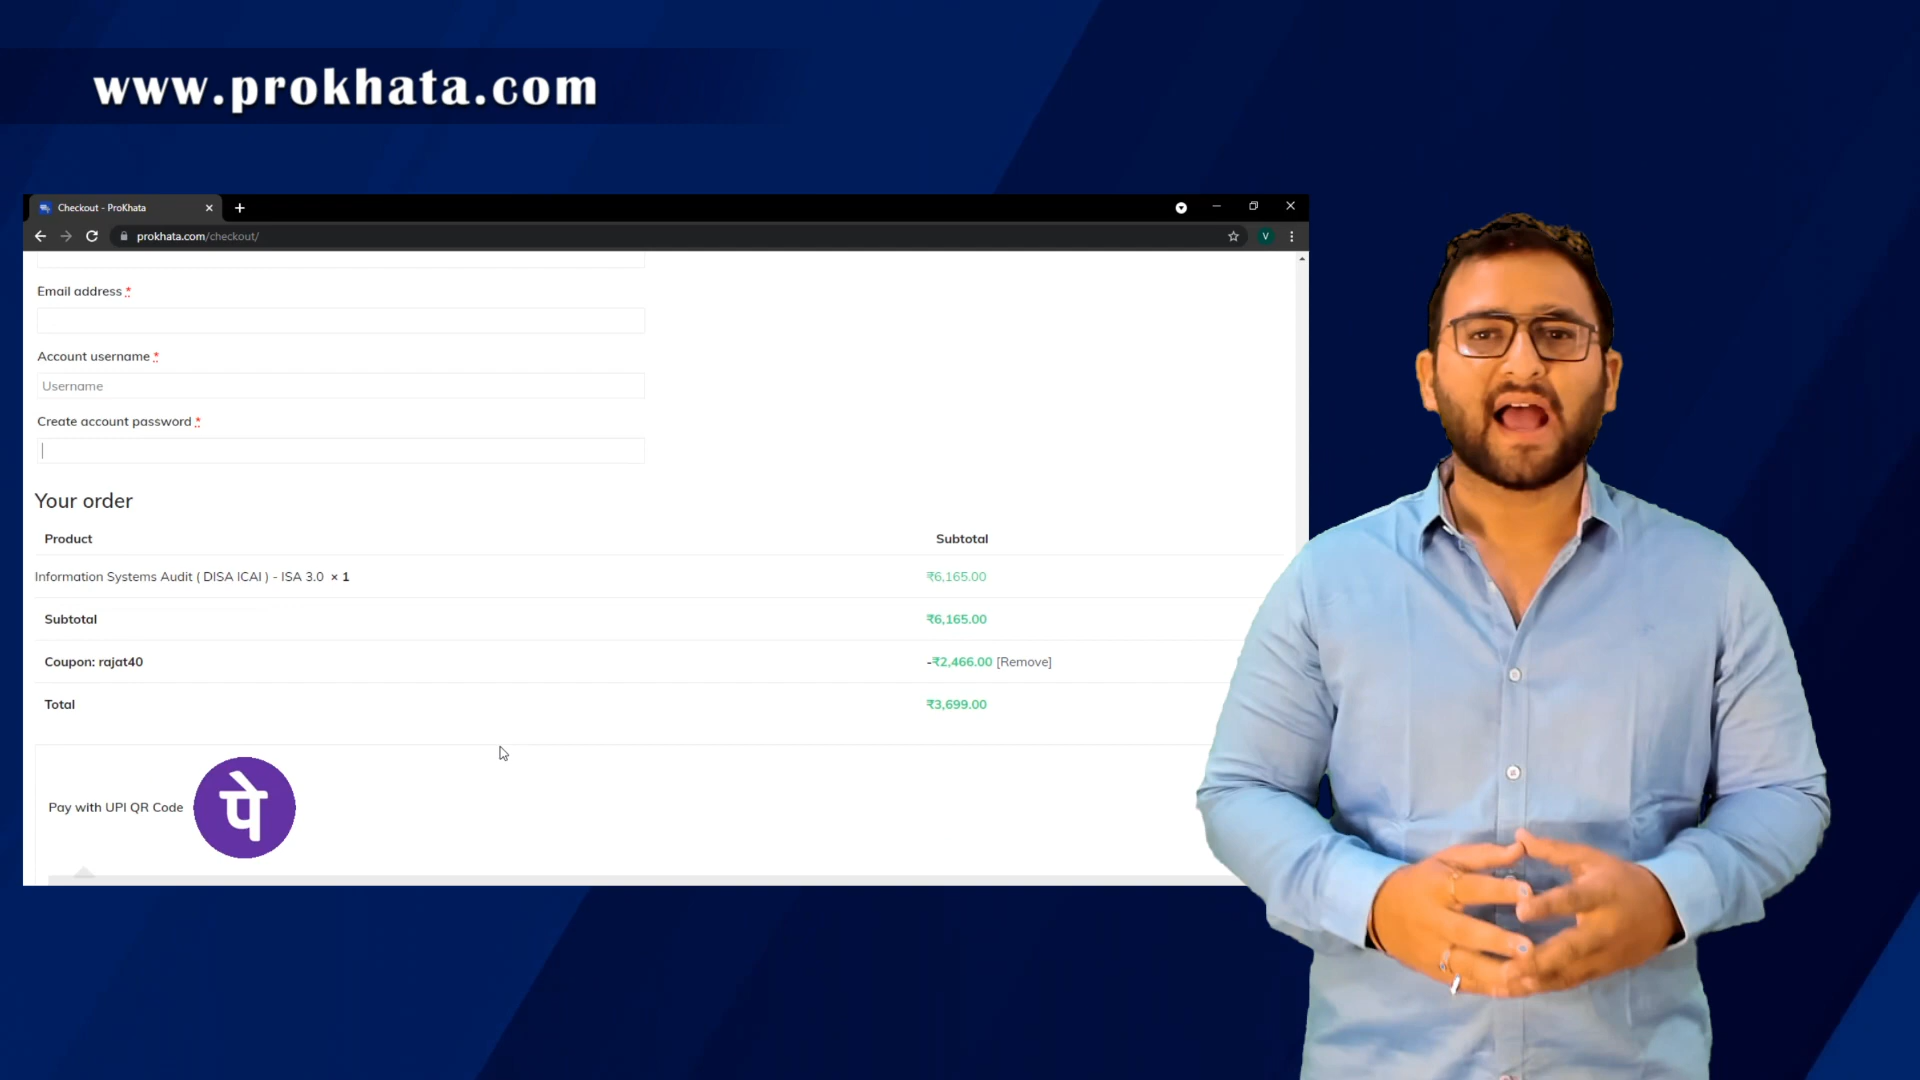 www.prokhata.com
Checkout - ProKhata
prokhata.com/checkout/
V
Email address *
Account username *
Username
Create account password *
Your order
Product Subtotal
Information Systems Audit ( DISA ICAI ) - ISA 3.0 × 1 ₹6,165.00
Subtotal ₹6,165.00
Coupon: rajat40 -₹2,466.00 [Remove]
Total ₹3,699.00
Pay with UPI QR Code पे